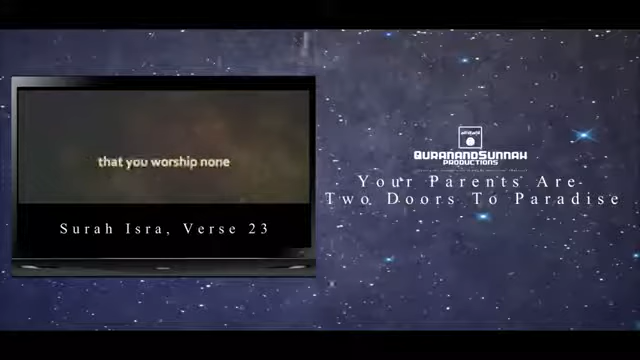 that you worship none
Surah Isra, Verse 23
QURANANDSUNNAH
PRODUCTIONS
Your Parents Are
Two Doors To Paradise